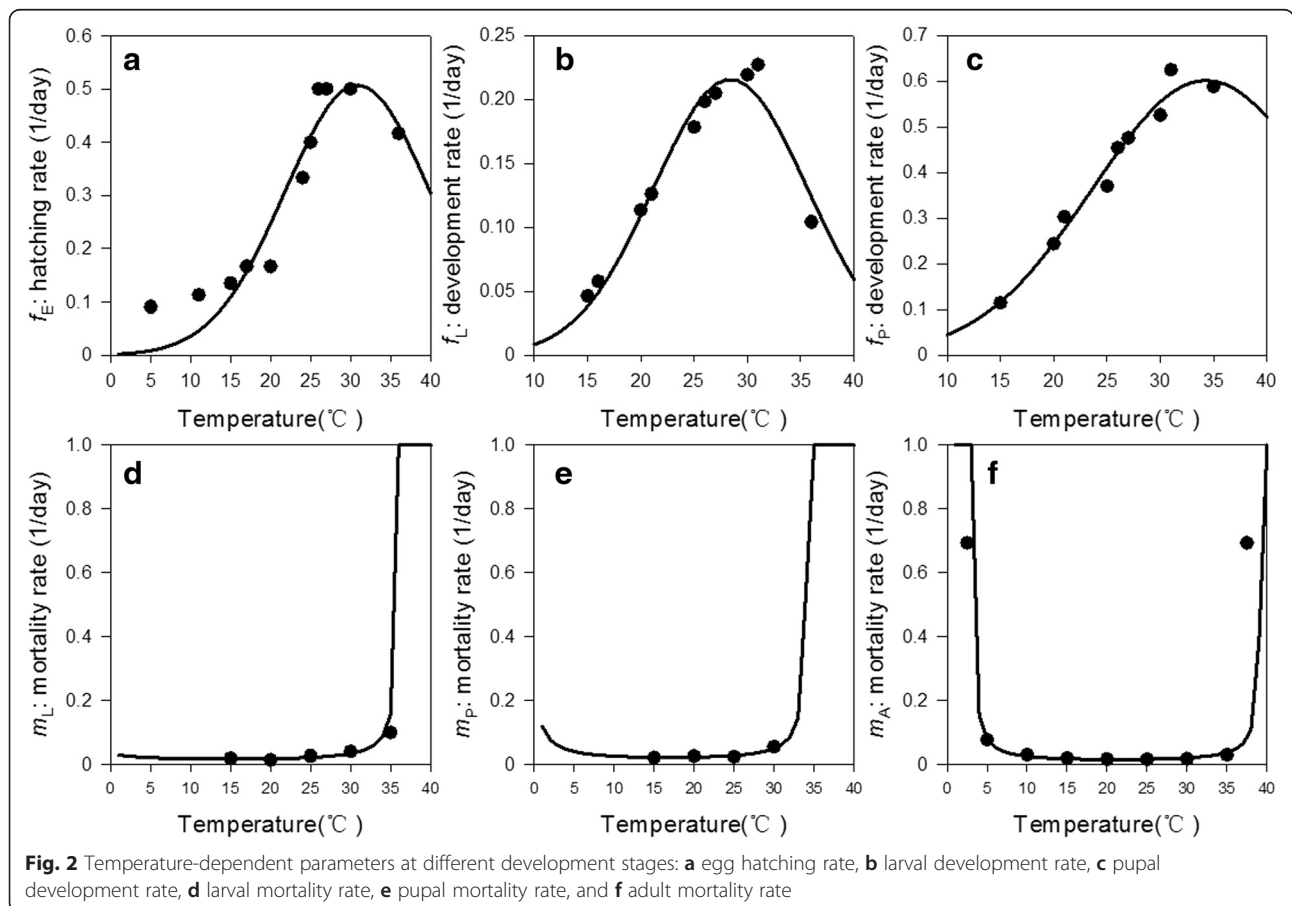 a
f_E: hatching rate (1/day)
0.6
0.5
0.4
0.3
0.2
0.1
0
0 5 10 15 20 25 30 35 40
Temperature(℃)
b
f_L: development rate (1/day)
0.25
0.20
0.15
0.10
0.05
0
10 15 20 25 30 35 40
Temperature(℃)
c
f_P: development rate (1/day)
0.7
0.6
0.5
0.4
0.3
0.2
0.1
0
10 15 20 25 30 35 40
Temperature(℃)
d
m_L: mortality rate (1/day)
1.0
0.8
0.6
0.4
0.2
0
0 5 10 15 20 25 30 35 40
Temperature(℃)
e
m_P: mortality rate (1/day)
1.0
0.8
0.6
0.4
0.2
0
0 5 10 15 20 25 30 35 40
Temperature(℃)
f
m_A: mortality rate (1/day)
1.0
0.8
0.6
0.4
0.2
0
0 5 10 15 20 25 30 35 40
Temperature(℃)
Fig. 2 Temperature-dependent parameters at different development stages: a egg hatching rate, b larval development rate, c pupal
development rate, d larval mortality rate, e pupal mortality rate, and f adult mortality rate